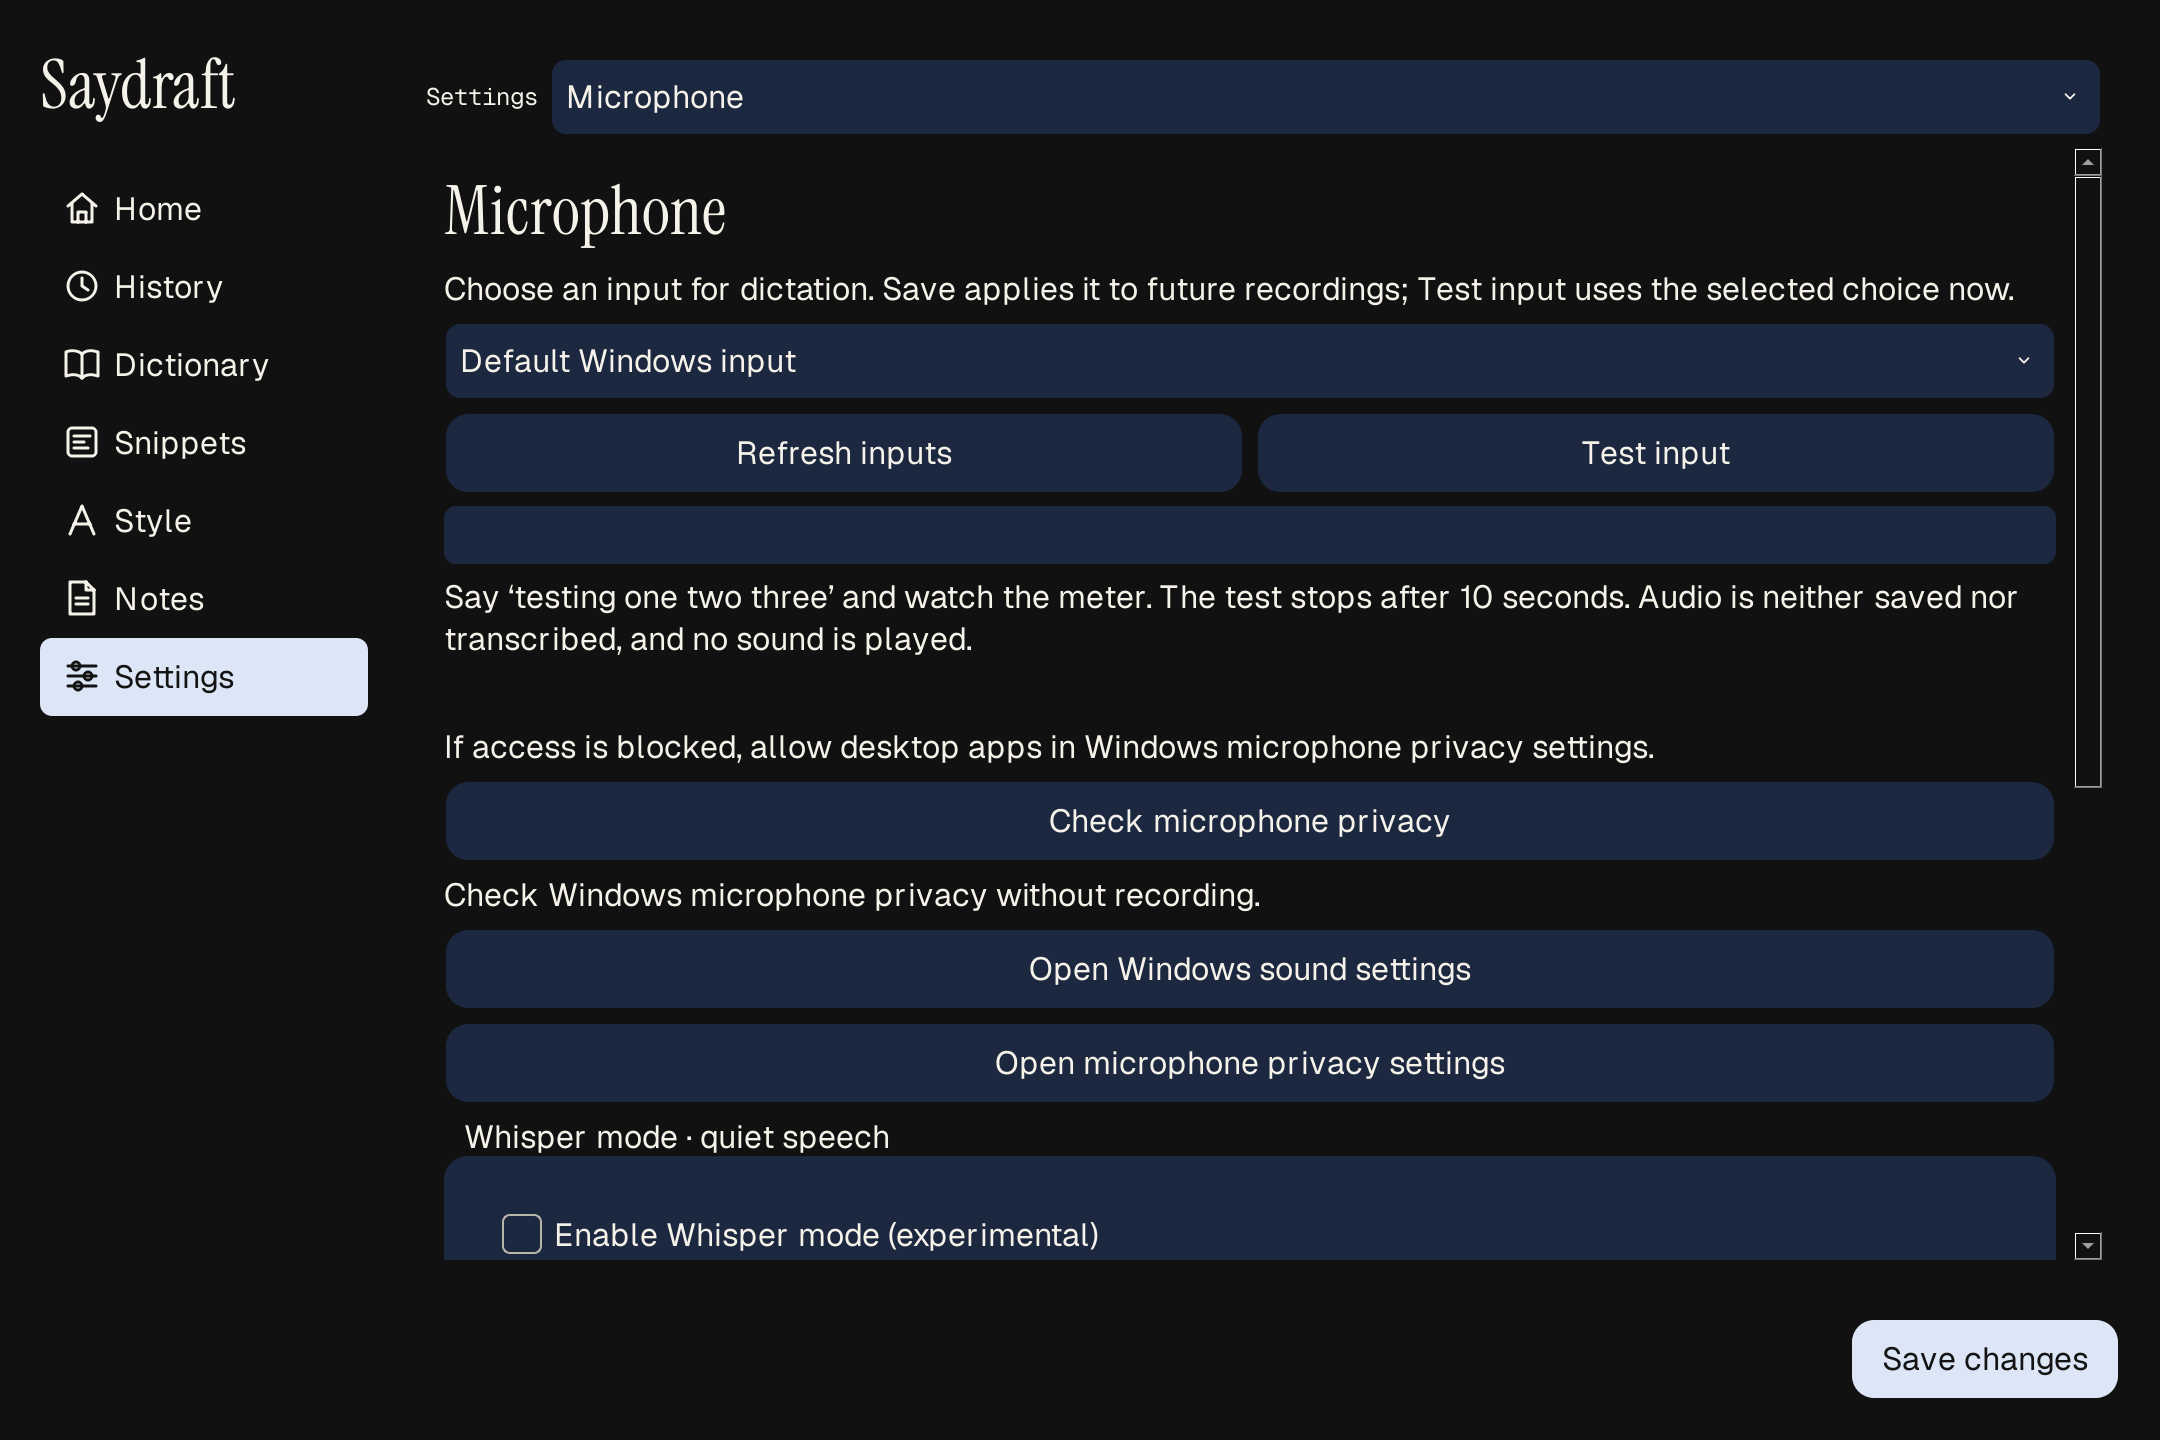 Saydraft
Settings
Microphone
Home
History
Dictionary
Snippets
Style
Notes
Settings
Microphone
Choose an input for dictation. Save applies it to future recordings; Test input uses the selected choice now.
Default Windows input
Refresh inputs
Test input
Say ‘testing one two three’ and watch the meter. The test stops after 10 seconds. Audio is neither saved nor
transcribed, and no sound is played.
If access is blocked, allow desktop apps in Windows microphone privacy settings.
Check microphone privacy
Check Windows microphone privacy without recording.
Open Windows sound settings
Open microphone privacy settings
Whisper mode · quiet speech
Enable Whisper mode (experimental)
Save changes